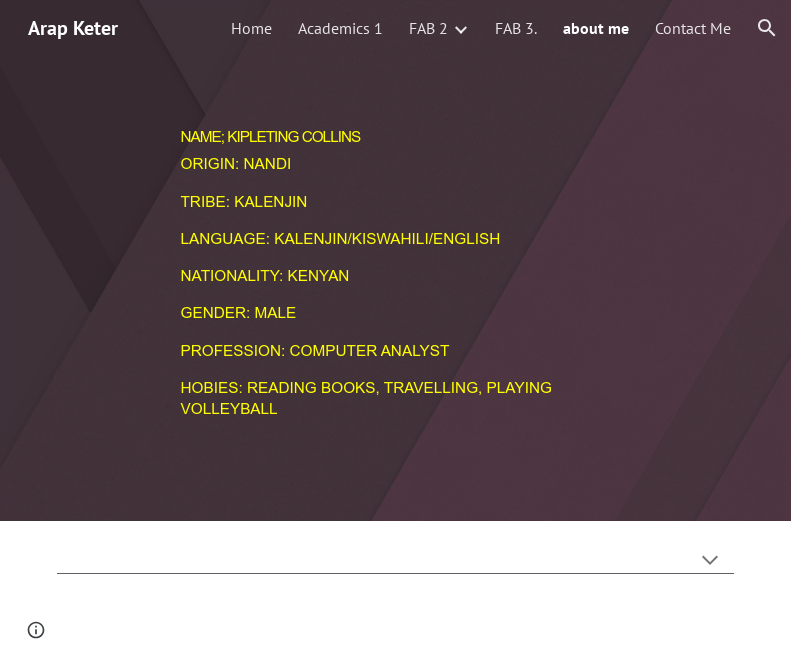 Arap Keter
Home Academics 1 FAB 2 FAB 3. about me Contact Me
NAME; KIPLETING COLLINS
ORIGIN: NANDI
TRIBE: KALENJIN
LANGUAGE: KALENJIN/KISWAHILI/ENGLISH
NATIONALITY: KENYAN
GENDER: MALE
PROFESSION: COMPUTER ANALYST
HOBIES: READING BOOKS, TRAVELLING, PLAYING
VOLLEYBALL